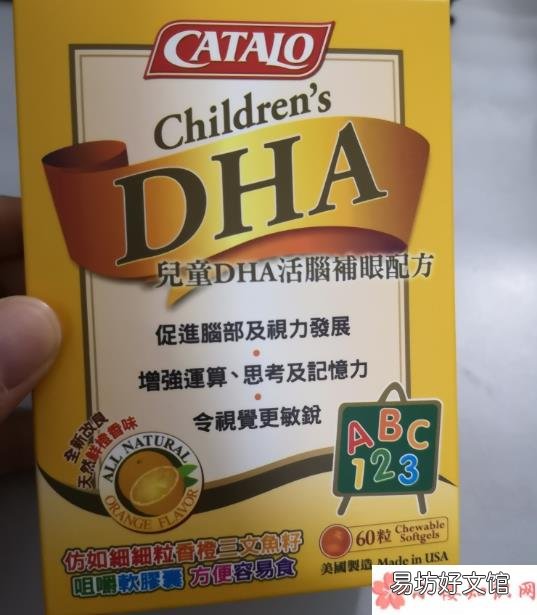 CATALO
Children's
DHA
兒童DHA活腦補眼配方
促進腦部及視力發展
增強運算、思考及記憶力
令視覺更敏銳
全新改良
天然鮮橙香味
ALL NATURAL
ORANGE FLAVOR
ABC
123
60粒 Chewable
Softgels
仿如細細粒香橙三文魚籽
咀嚼軟膠囊 方便容易食
美國製造 Made in USA
易坊好文馆